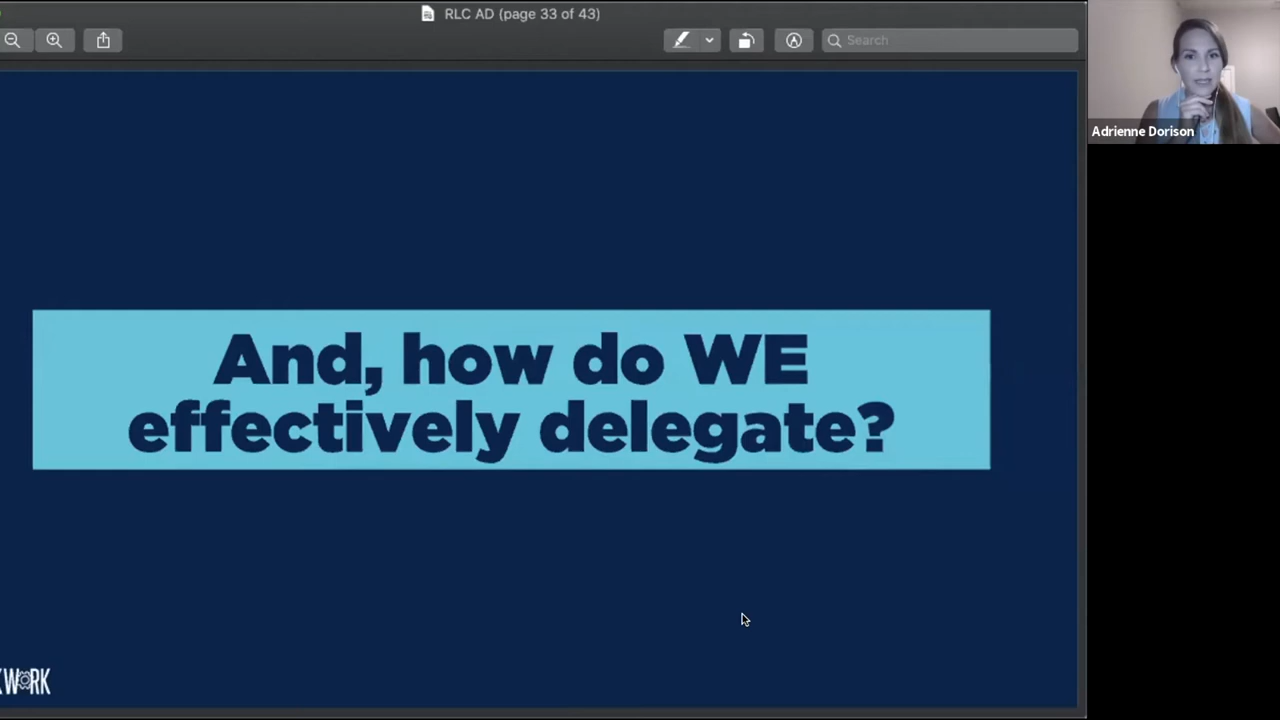 RLC AD (page 33 of 43)
Search
Adrienne Dorison
And, how do WE
effectively delegate?